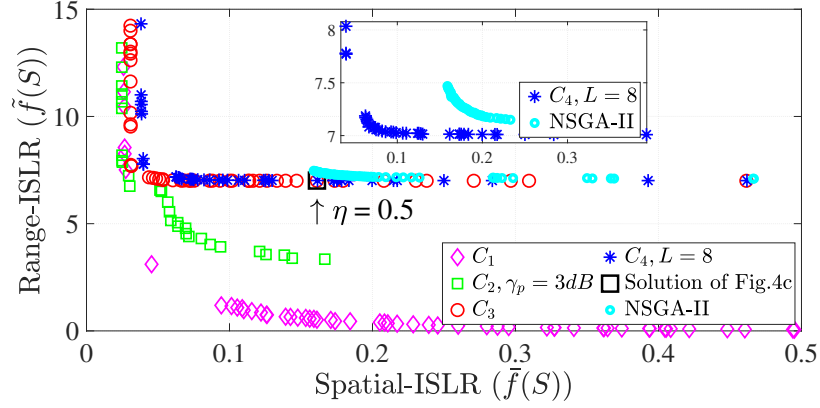 15
10
5
0
Range-ISLR (f̃(S))
8
7.5
7
0.1
0.2
0.3
C₄, L = 8
NSGA-II
↑ η = 0.5
C₁
C₂, γₚ = 3dB
C₃
C₄, L = 8
Solution of Fig.4c
NSGA-II
0
0.1
0.2
0.3
0.4
0.5
Spatial-ISLR (f̄(S))